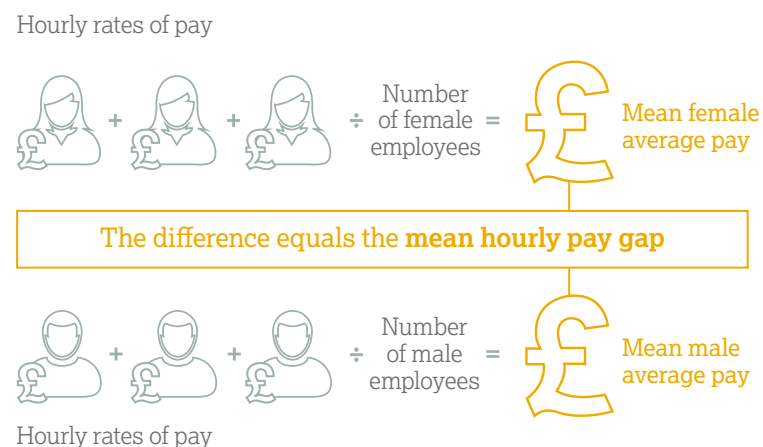 Hourly rates of pay
£ + £ + £ ÷ Number of female employees = £ Mean female average pay
The difference equals the mean hourly pay gap
£ + £ + £ ÷ Number of male employees = £ Mean male average pay
Hourly rates of pay